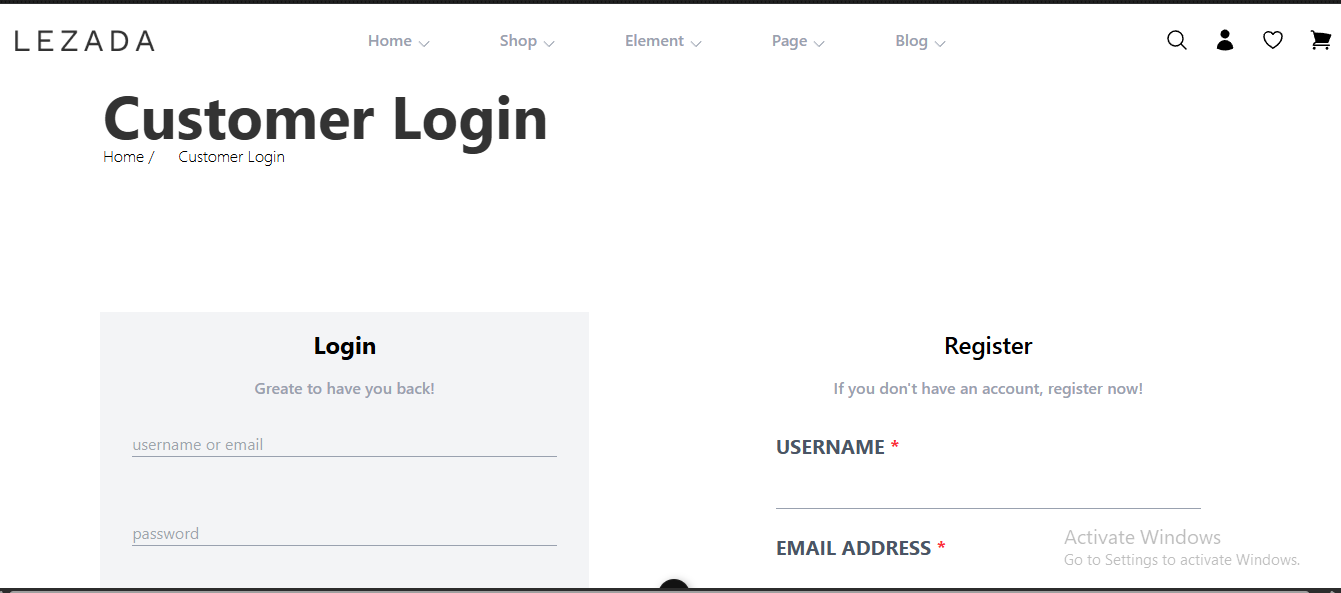 LEZADA Home Shop Element Page Blog
Customer Login
Home / Customer Login
Login
Greate to have you back!
username or email
password
Register
If you don't have an account, register now!
USERNAME *
EMAIL ADDRESS *
Activate Windows
Go to Settings to activate Windows.